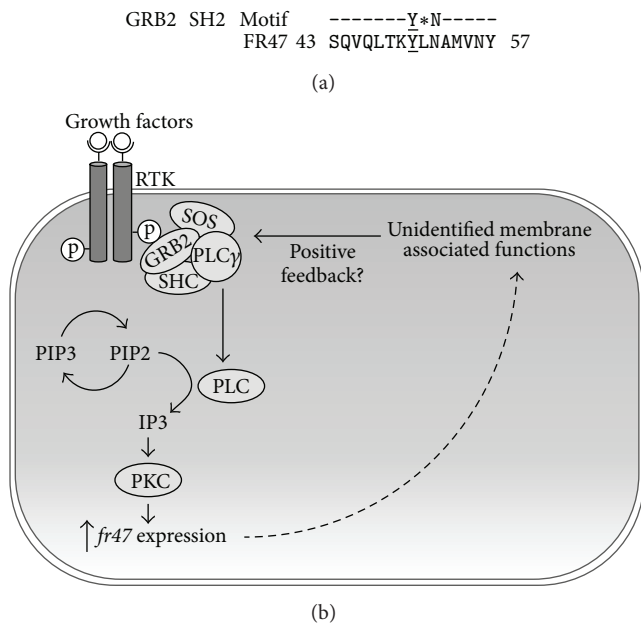 GRB2 SH2 Motif -------Y*N-----
FR47 43 SQVQLTKYLNAMVNY 57
(a)
Growth factors
RTK
P
P
SOS
GRB2
PLCγ
SHC
Unidentified membrane
associated functions
Positive
feedback?
PIP3
PIP2
PLC
IP3
PKC
fr47 expression
(b)